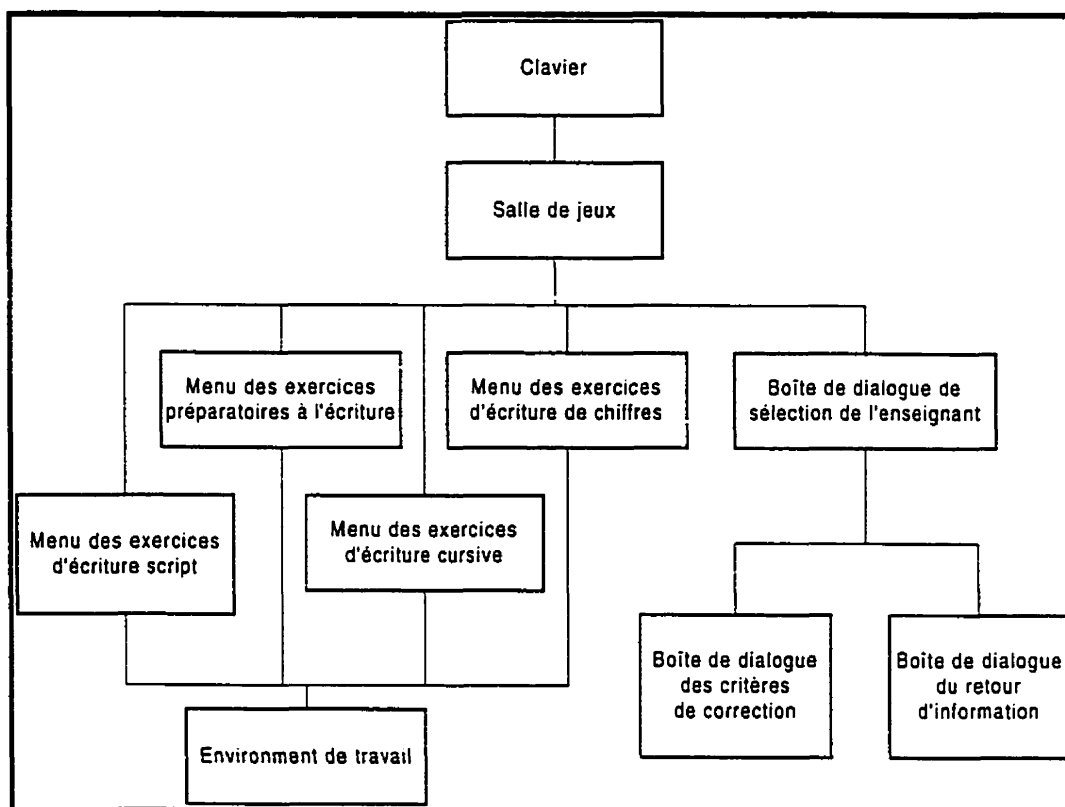 Clavier
Salle de jeux
Menu des exercices
préparatoires à l'écriture
Menu des exercices
d'écriture de chiffres
Boîte de dialogue de
sélection de l'enseignant
Menu des exercices
d'écriture script
Menu des exercices
d'écriture cursive
Boîte de dialogue
des critères
de correction
Boîte de dialogue
du retour
d'information
Environment de travail